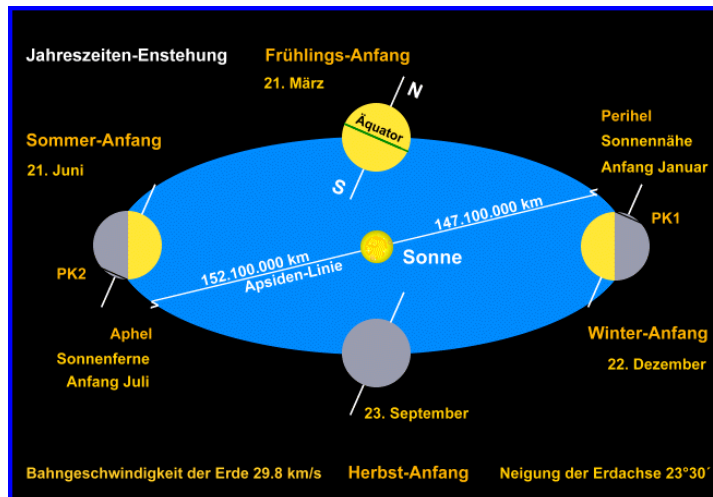 Jahreszeiten-Enstehung
Frühlings-Anfang
21. März
N
Äquator
S
Perihel
Sonnennähe
Anfang Januar
PK1
Sommer-Anfang
21. Juni
PK2
147.100.000 km
152.100.000 km
Apsiden-Linie
Sonne
Aphel
Sonnenferne
Anfang Juli
Winter-Anfang
22. Dezember
23. September
Bahngeschwindigkeit der Erde 29.8 km/s
Herbst-Anfang
Neigung der Erdachse 23°30´